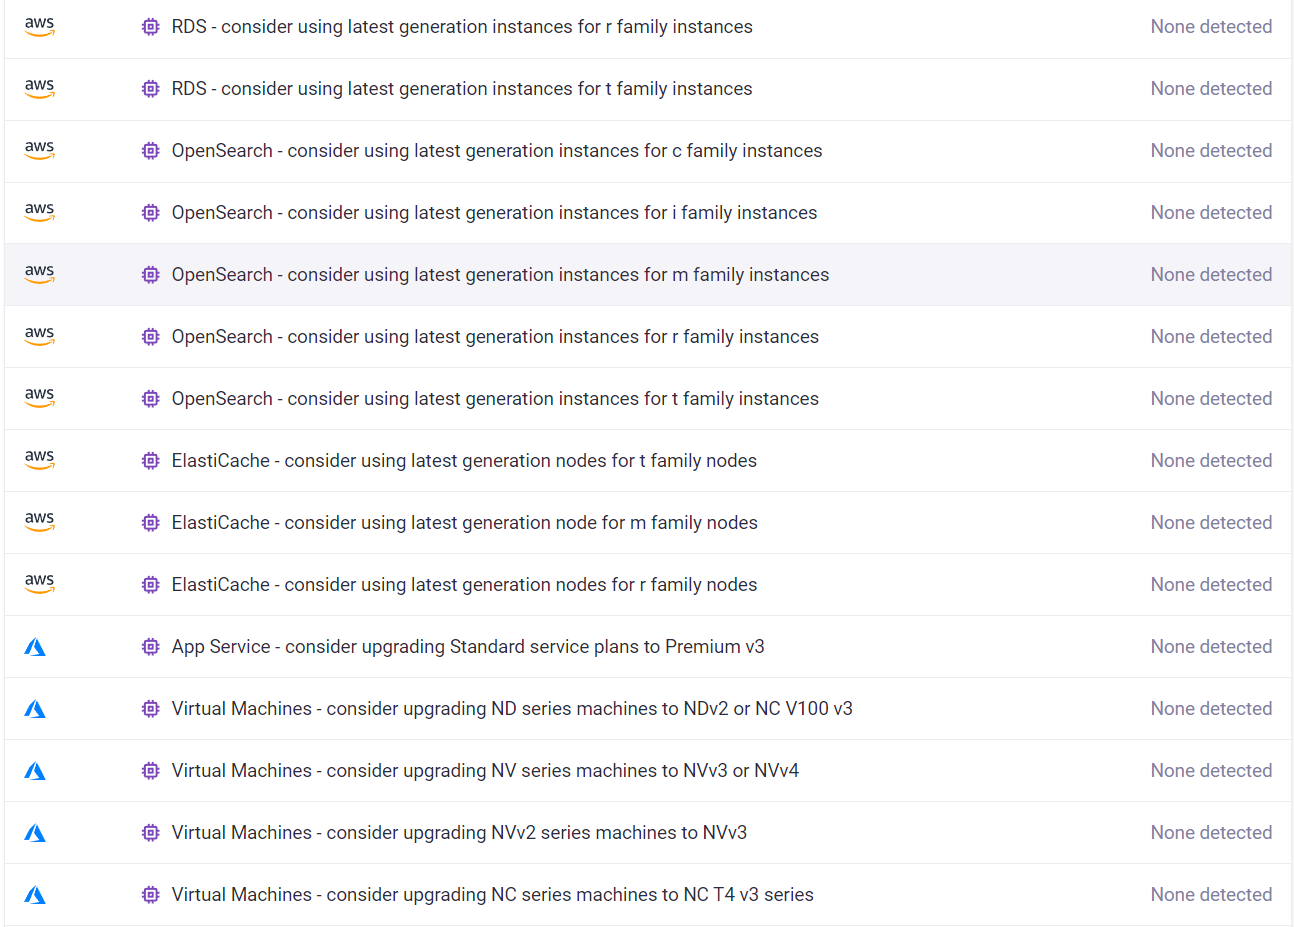 aws RDS - consider using latest generation instances for r family instances None detected
aws RDS - consider using latest generation instances for t family instances None detected
aws OpenSearch - consider using latest generation instances for c family instances None detected
aws OpenSearch - consider using latest generation instances for i family instances None detected
aws OpenSearch - consider using latest generation instances for m family instances None detected
aws OpenSearch - consider using latest generation instances for r family instances None detected
aws OpenSearch - consider using latest generation instances for t family instances None detected
aws ElastiCache - consider using latest generation nodes for t family nodes None detected
aws ElastiCache - consider using latest generation node for m family nodes None detected
aws ElastiCache - consider using latest generation nodes for r family nodes None detected
App Service - consider upgrading Standard service plans to Premium v3 None detected
Virtual Machines - consider upgrading ND series machines to NDv2 or NC V100 v3 None detected
Virtual Machines - consider upgrading NV series machines to NVv3 or NVv4 None detected
Virtual Machines - consider upgrading NVv2 series machines to NVv3 None detected
Virtual Machines - consider upgrading NC series machines to NC T4 v3 series None detected